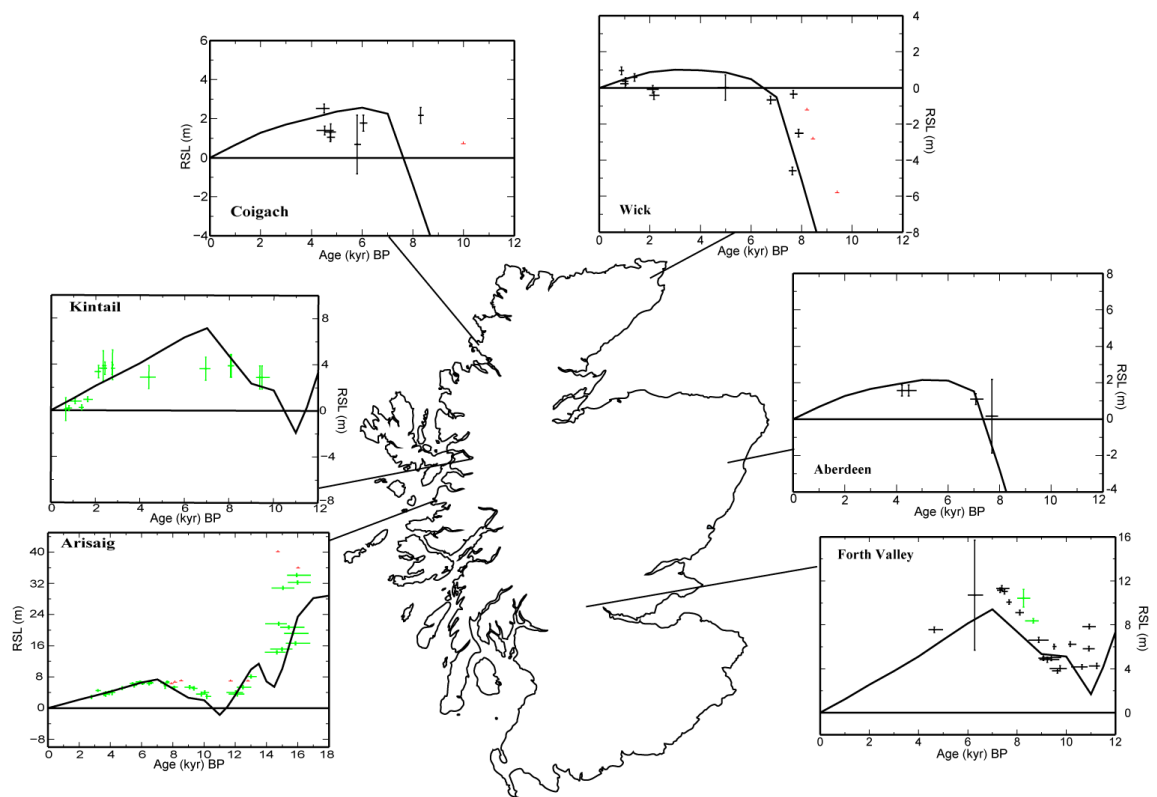 6
4
2
0
−2
−4
RSL (m)
Coigach
0 2 4 6 8 10 12
Age (kyr) BP
4
2
0
−2
−4
−6
−8
RSL (m)
Wick
0 2 4 6 8 10 12
Age (kyr) BP
Kintail
8
4
0
−4
−8
RSL (m)
0 2 4 6 8 10 12
Age (kyr) BP
8
6
4
2
0
−2
−4
RSL (m)
Aberdeen
0 2 4 6 8 10 12
Age (kyr) BP
Arisaig
40
32
24
16
8
0
−8
RSL (m)
0 2 4 6 8 10 12 14 16 18
Age (kyr) BP
Forth Valley
16
12
8
4
0
RSL (m)
0 2 4 6 8 10 12
Age (kyr) BP